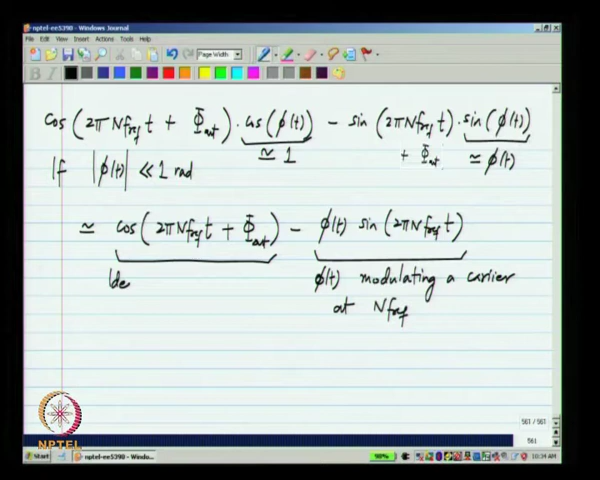 nptel-ee5390 - Windows Journal
File Edit View Insert Actions Tools Help
Page Width
cos(2πNf_ref t + Φ_out) · cos(ϕ(t)) − sin(2πNf_ref t) · sin(ϕ(t))
≃ 1 + Φ_out ≃ ϕ(t)
If |ϕ(t)| << 1 rad
≃ cos(2πNf_ref t + Φ_out) − ϕ(t) sin(2πNf_ref t)
Ide ϕ(t) modulating a carrier
at Nf_ref
NPTEL
561 / 561
561
Start nptel-ee5390 - Windo... 98% 10:34 AM